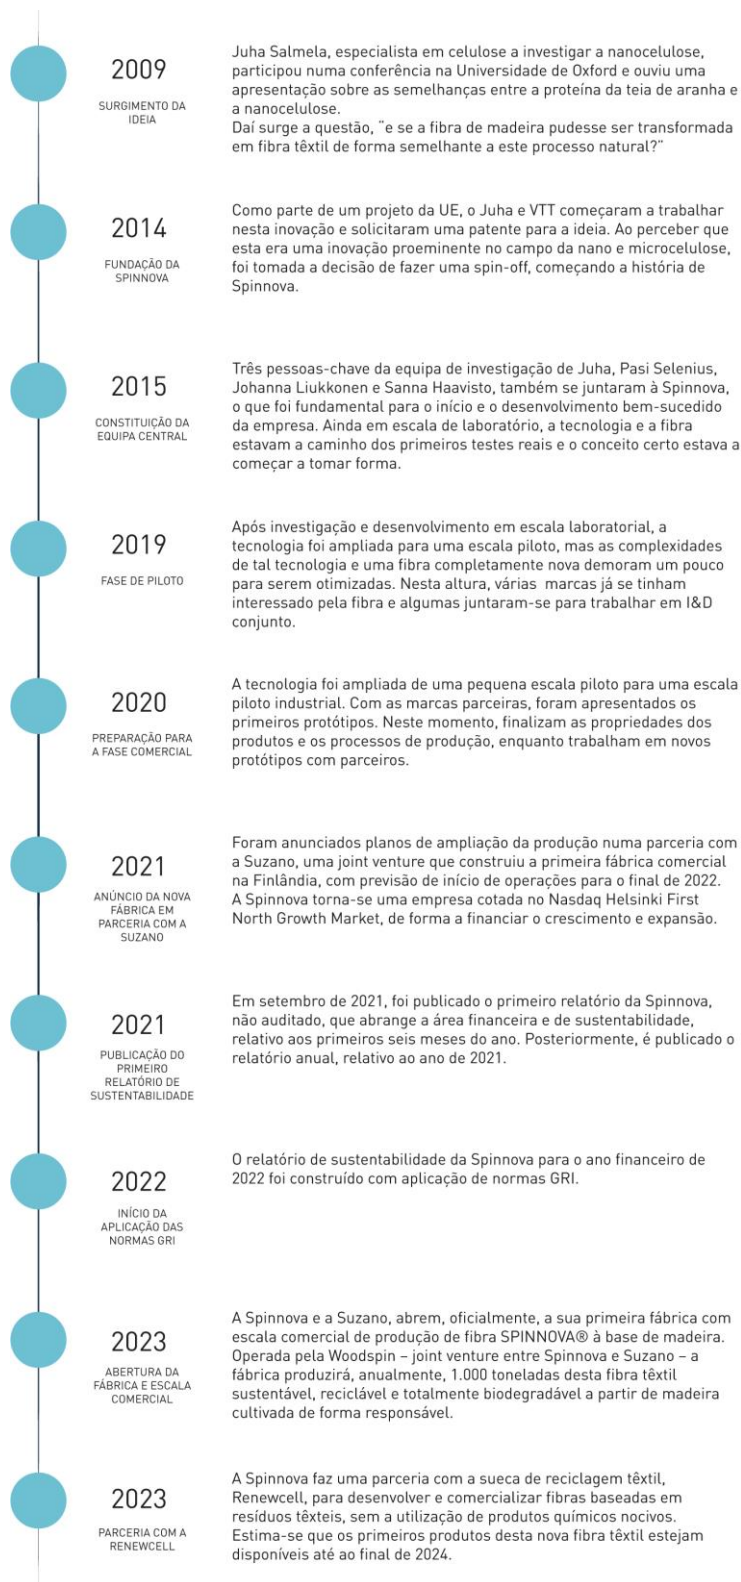 2009
SURGIMENTO DA
IDEIA
Juha Salmela, especialista em celulose a investigar a nanocelulose,
participou numa conferência na Universidade de Oxford e ouviu uma
apresentação sobre as semelhanças entre a proteína da teia de aranha e
a nanocelulose.
Daí surge a questão, "e se a fibra de madeira pudesse ser transformada
em fibra têxtil de forma semelhante a este processo natural?"
2014
FUNDAÇÃO DA
SPINNOVA
Como parte de um projeto da UE, o Juha e VTT começaram a trabalhar
nesta inovação e solicitaram uma patente para a ideia. Ao perceber que
esta era uma inovação proeminente no campo da nano e microcelulose,
foi tomada a decisão de fazer uma spin-off, começando a história de
Spinnova.
2015
CONSTITUIÇÃO DA
EQUIPA CENTRAL
Três pessoas-chave da equipa de investigação de Juha, Pasi Selenius,
Johanna Liukkonen e Sanna Haavisto, também se juntaram à Spinnova,
o que foi fundamental para o início e o desenvolvimento bem-sucedido
da empresa. Ainda em escala de laboratório, a tecnologia e a fibra
estavam a caminho dos primeiros testes reais e o conceito certo estava a
começar a tomar forma.
2019
FASE DE PILOTO
Após investigação e desenvolvimento em escala laboratorial, a
tecnologia foi ampliada para uma escala piloto, mas as complexidades
de tal tecnologia e uma fibra completamente nova demoram um pouco
para serem otimizadas. Nesta altura, várias marcas já se tinham
interessado pela fibra e algumas juntaram-se para trabalhar em I&D
conjunto.
2020
PREPARAÇÃO PARA
A FASE COMERCIAL
A tecnologia foi ampliada de uma pequena escala piloto para uma escala
piloto industrial. Com as marcas parceiras, foram apresentados os
primeiros protótipos. Neste momento, finalizam as propriedades dos
produtos e os processos de produção, enquanto trabalham em novos
protótipos com parceiros.
2021
ANÚNCIO DA NOVA
FÁBRICA EM
PARCERIA COM A
SUZANO
Foram anunciados planos de ampliação da produção numa parceria com
a Suzano, uma joint venture que construiu a primeira fábrica comercial
na Finlândia, com previsão de início de operações para o final de 2022.
A Spinnova torna-se uma empresa cotada no Nasdaq Helsinki First
North Growth Market, de forma a financiar o crescimento e expansão.
2021
PUBLICAÇÃO DO
PRIMEIRO
RELATÓRIO DE
SUSTENTABILIDADE
Em setembro de 2021, foi publicado o primeiro relatório da Spinnova,
não auditado, que abrange a área financeira e de sustentabilidade,
relativo aos primeiros seis meses do ano. Posteriormente, é publicado o
relatório anual, relativo ao ano de 2021.
2022
INÍCIO DA
APLICAÇÃO DAS
NORMAS GRI
O relatório de sustentabilidade da Spinnova para o ano financeiro de
2022 foi construído com aplicação de normas GRI.
2023
ABERTURA DA
FÁBRICA E ESCALA
COMERCIAL
A Spinnova e a Suzano, abrem, oficialmente, a sua primeira fábrica com
escala comercial de produção de fibra SPINNOVA® à base de madeira.
Operada pela Woodspin – joint venture entre Spinnova e Suzano – a
fábrica produzirá, anualmente, 1.000 toneladas desta fibra têxtil
sustentável, reciclável e totalmente biodegradável a partir de madeira
cultivada de forma responsável.
2023
PARCERIA COM A
RENEWCELL
A Spinnova faz uma parceria com a sueca de reciclagem têxtil,
Renewcell, para desenvolver e comercializar fibras baseadas em
resíduos têxteis, sem a utilização de produtos químicos nocivos.
Estima-se que os primeiros produtos desta nova fibra têxtil estejam
disponíveis até ao final de 2024.